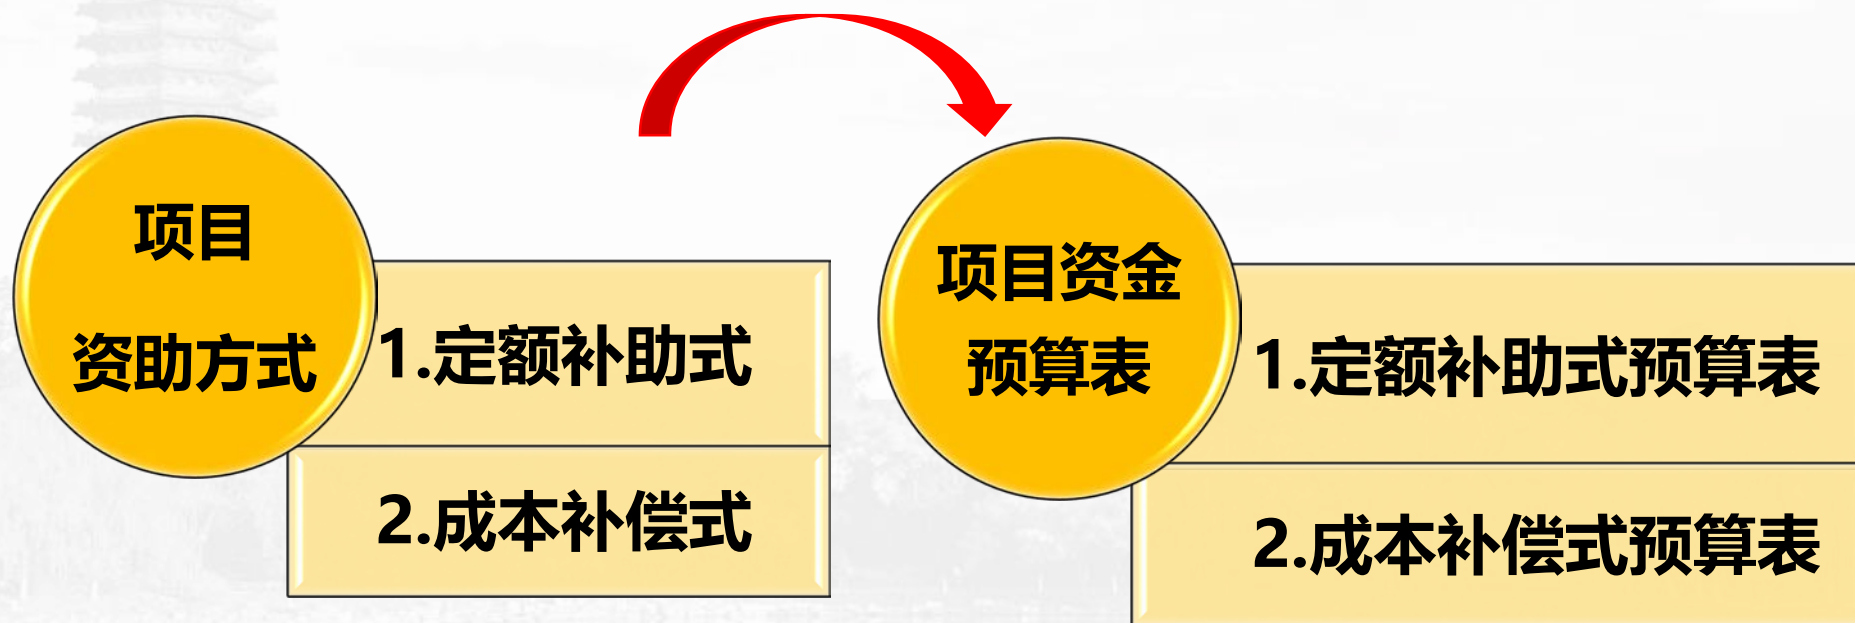 项目
资助方式
1.定额补助式
2.成本补偿式
项目资金
预算表
1.定额补助式预算表
2.成本补偿式预算表